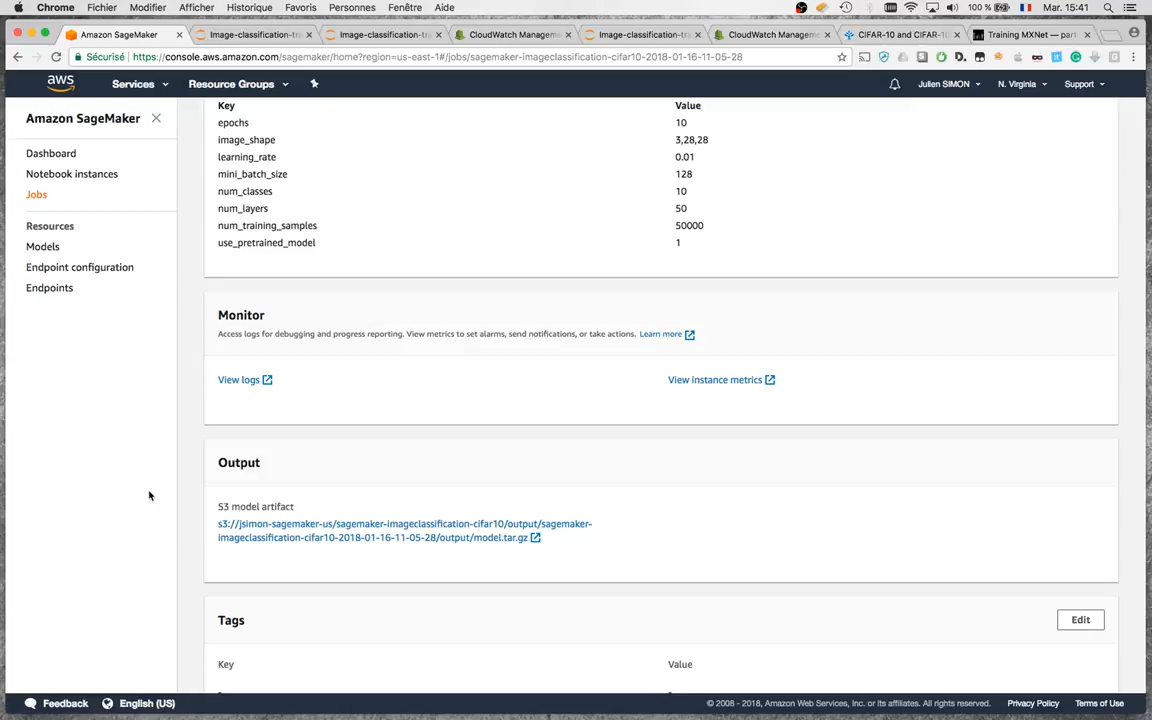 Chrome Fichier Modifier Afficher Historique Favoris Personnes Fenêtre Aide 100 % Mar. 15:41
Amazon SageMaker Image-classification-tra Image-classification-tra CloudWatch Managem Image-classification-tra CloudWatch Manageme CIFAR-10 and CIFAR-10 Training MXNet — part
Sécurisé https://console.aws.amazon.com/sagemaker/home?region=us-east-1#/jobs/sagemaker-imageclassification-cifar10-2018-01-16-11-05-28
aws Services Resource Groups Julien SIMON N. Virginia Support
Amazon SageMaker
Dashboard
Notebook instances
Jobs
Resources
Models
Endpoint configuration
Endpoints
Key Value
epochs 10
image_shape 3,28,28
learning_rate 0.01
mini_batch_size 128
num_classes 10
num_layers 50
num_training_samples 50000
use_pretrained_model 1
Monitor
Access logs for debugging and progress reporting. View metrics to set alarms, send notifications, or take actions. Learn more
View logs View instance metrics
Output
S3 model artifact
s3://jsimon-sagemaker-us/sagemaker-imageclassification-cifar10/output/sagemaker-
imageclassification-cifar10-2018-01-16-11-05-28/output/model.tar.gz
Tags Edit
Key Value
Feedback English (US) © 2008 - 2018, Amazon Web Services, Inc. or its affiliates. All rights reserved. Privacy Policy Terms of Use